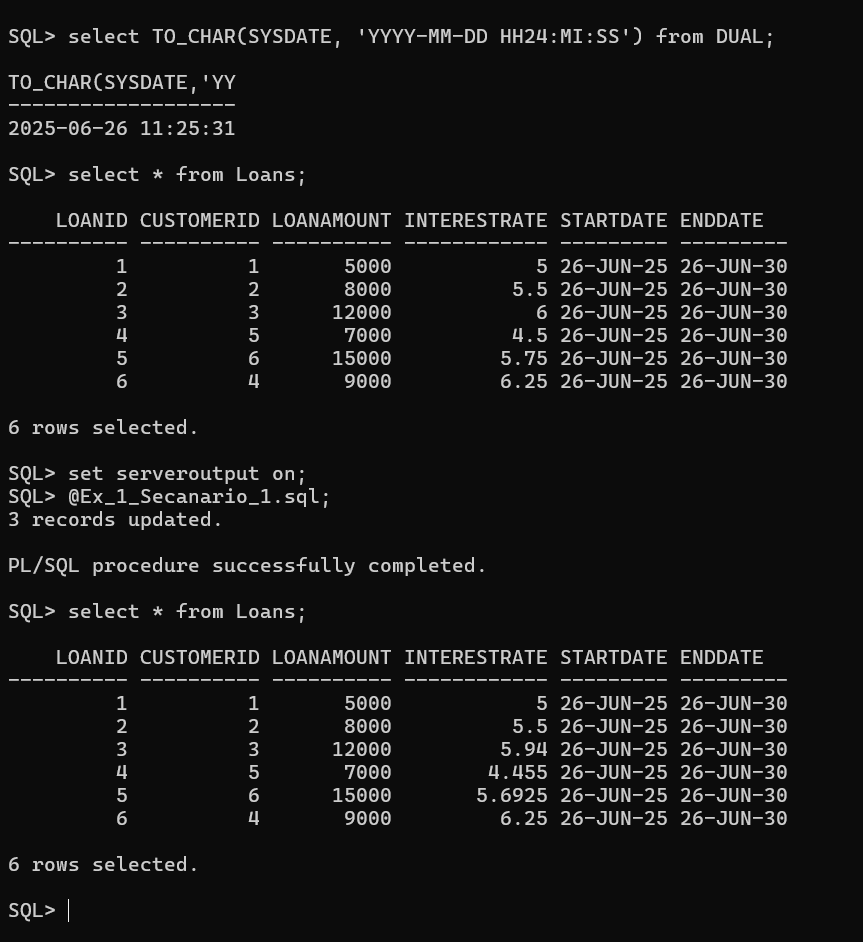 SQL> select TO_CHAR(SYSDATE, 'YYYY-MM-DD HH24:MI:SS') from DUAL;
TO_CHAR(SYSDATE,'YY
-------------------
2025-06-26 11:25:31
SQL> select * from Loans;
    LOANID CUSTOMERID LOANAMOUNT INTERESTRATE STARTDATE ENDDATE
---------- ---------- ---------- ------------ --------- ---------
         1          1       5000            5 26-JUN-25 26-JUN-30
         2          2       8000          5.5 26-JUN-25 26-JUN-30
         3          3      12000            6 26-JUN-25 26-JUN-30
         4          5       7000          4.5 26-JUN-25 26-JUN-30
         5          6      15000         5.75 26-JUN-25 26-JUN-30
         6          4       9000         6.25 26-JUN-25 26-JUN-30
6 rows selected.
SQL> set serveroutput on;
SQL> @Ex_1_Secanario_1.sql;
3 records updated.
PL/SQL procedure successfully completed.
SQL> select * from Loans;
    LOANID CUSTOMERID LOANAMOUNT INTERESTRATE STARTDATE ENDDATE
---------- ---------- ---------- ------------ --------- ---------
         1          1       5000            5 26-JUN-25 26-JUN-30
         2          2       8000          5.5 26-JUN-25 26-JUN-30
         3          3      12000         5.94 26-JUN-25 26-JUN-30
         4          5       7000        4.455 26-JUN-25 26-JUN-30
         5          6      15000       5.6925 26-JUN-25 26-JUN-30
         6          4       9000         6.25 26-JUN-25 26-JUN-30
6 rows selected.
SQL>